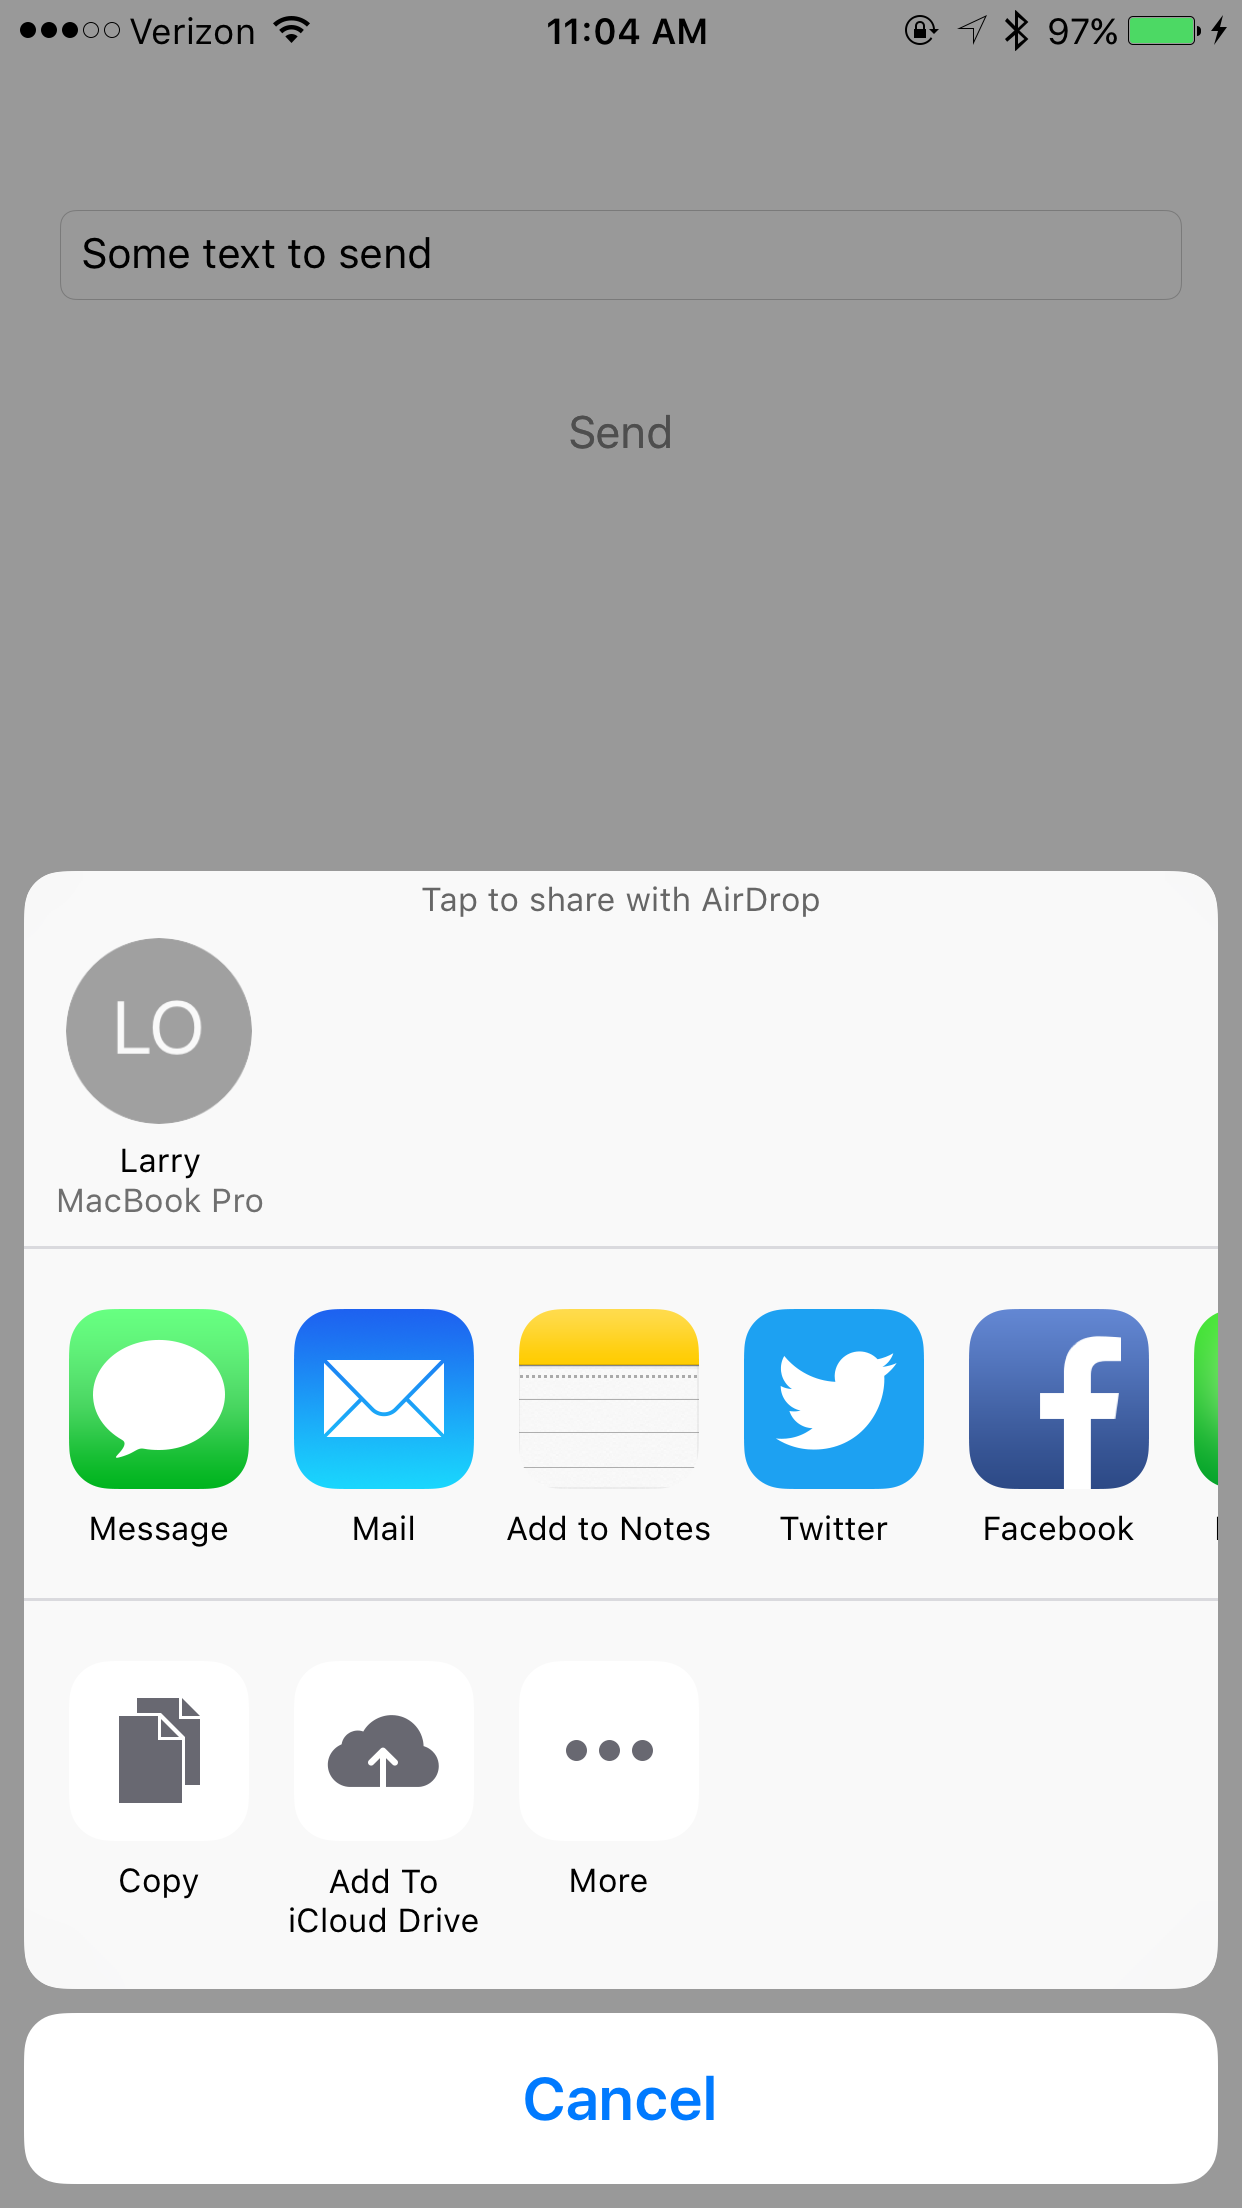 Verizon 11:04 AM 97%
Some text to send
Send
Tap to share with AirDrop
LO
Larry
MacBook Pro
Message Mail Add to Notes Twitter Facebook
Copy Add To iCloud Drive More
Cancel